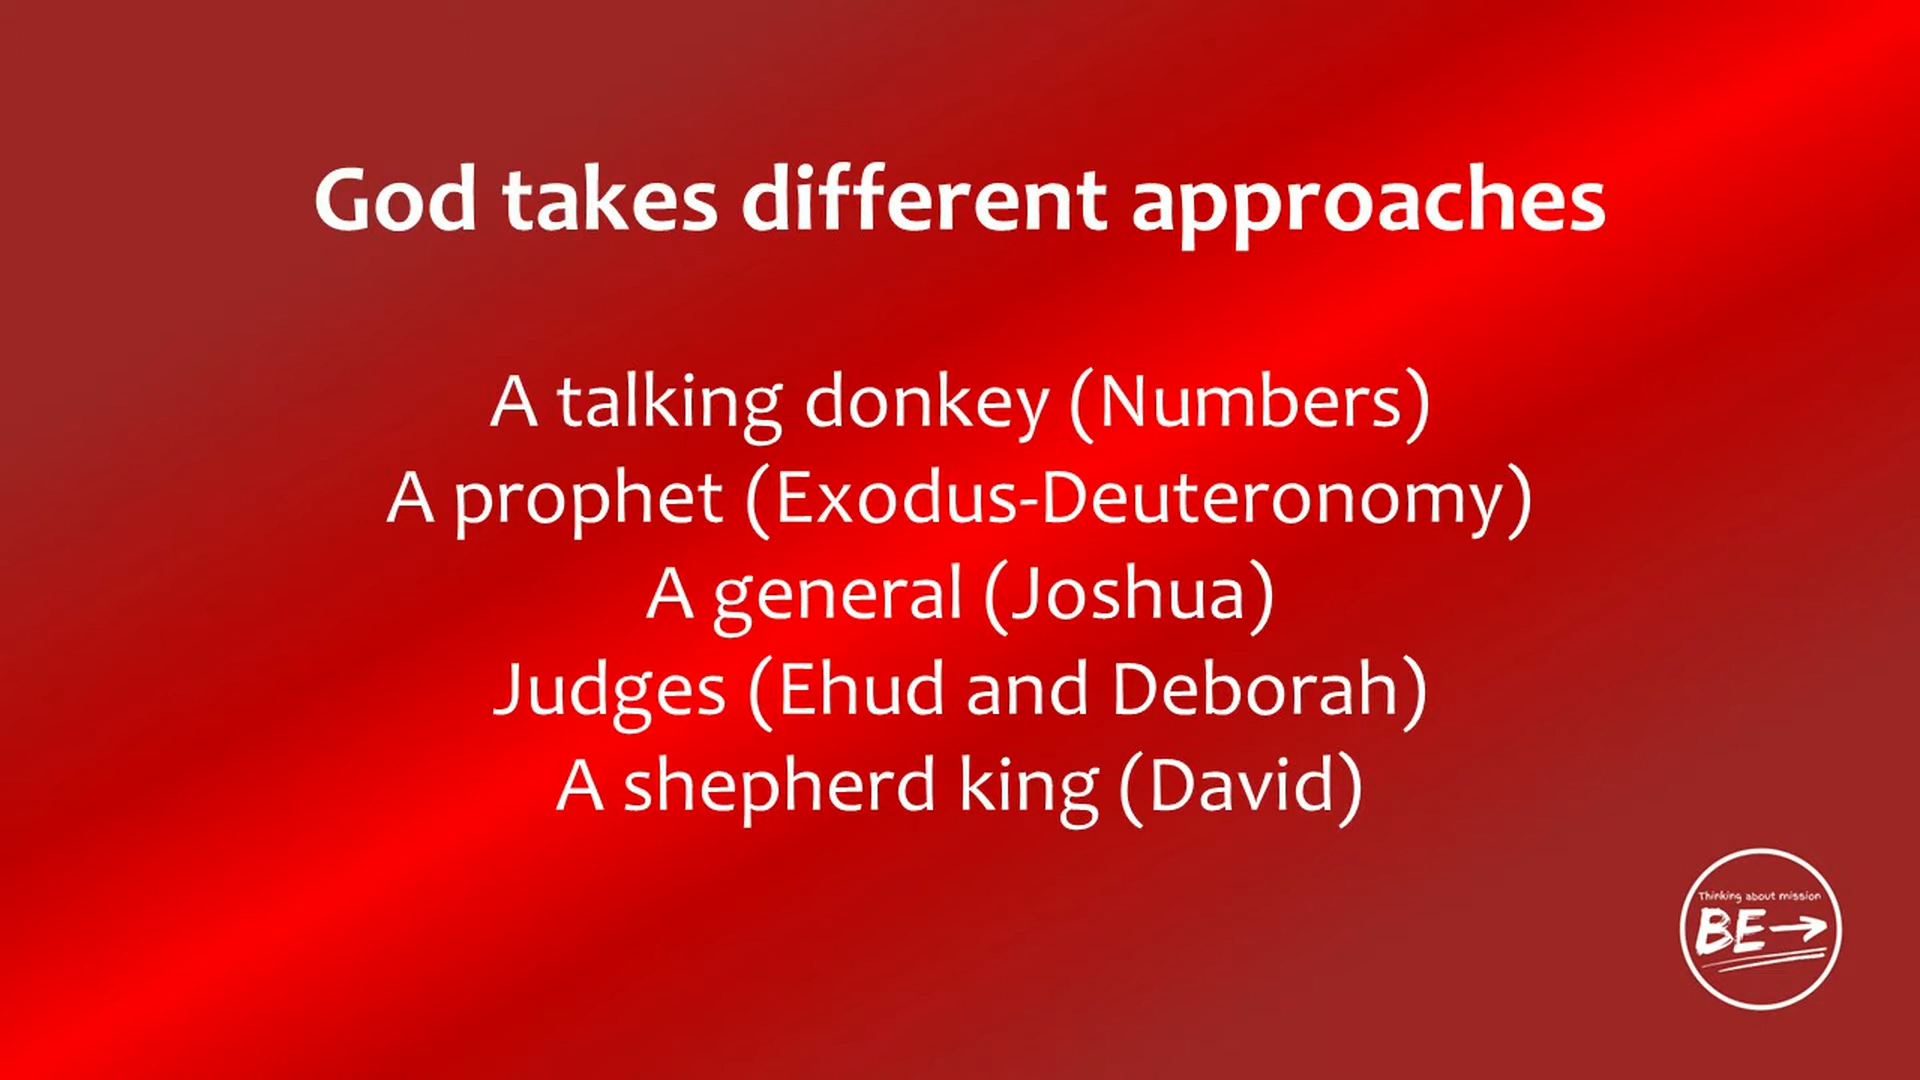 God takes different approaches
A talking donkey (Numbers)
A prophet (Exodus-Deuteronomy)
A general (Joshua)
Judges (Ehud and Deborah)
A shepherd king (David)
Thinking about mission
BE